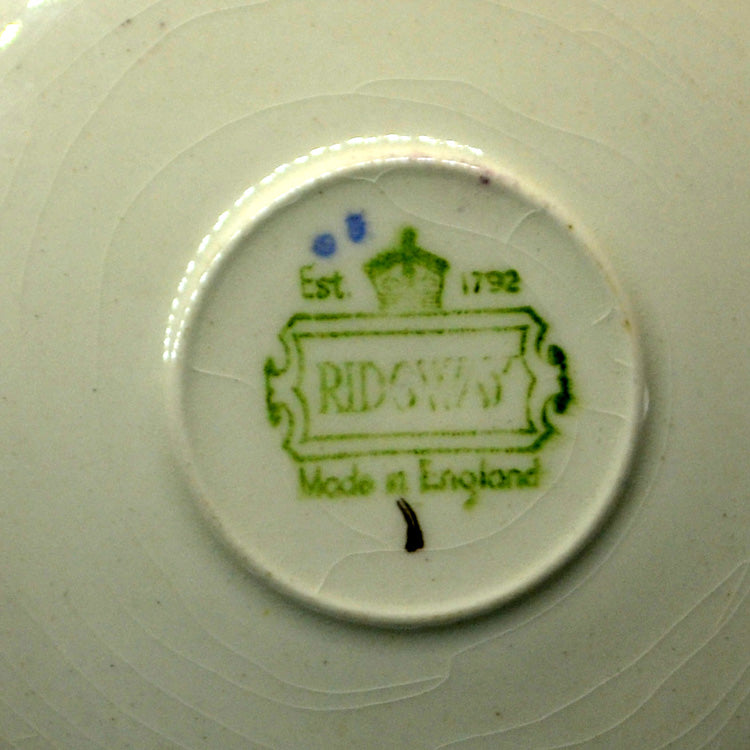 Est. 1792
RIDGWAY
Made in England